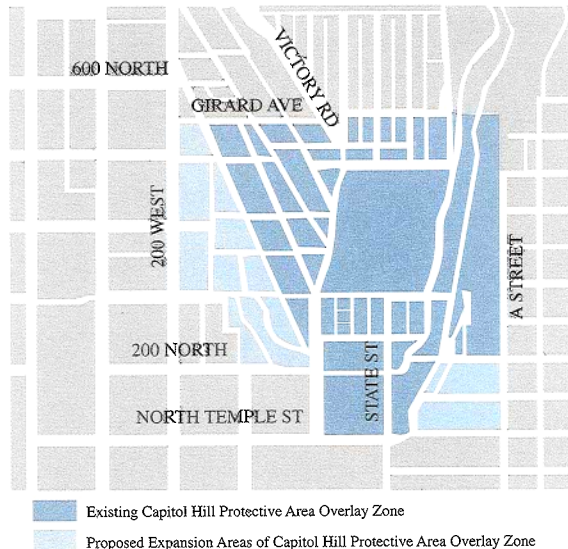 600 NORTH
VICTORY RD
GIRARD AVE
200 WEST
A STREET
200 NORTH
STATE ST
NORTH TEMPLE ST
Existing Capitol Hill Protective Area Overlay Zone
Proposed Expansion Areas of Capitol Hill Protective Area Overlay Zone